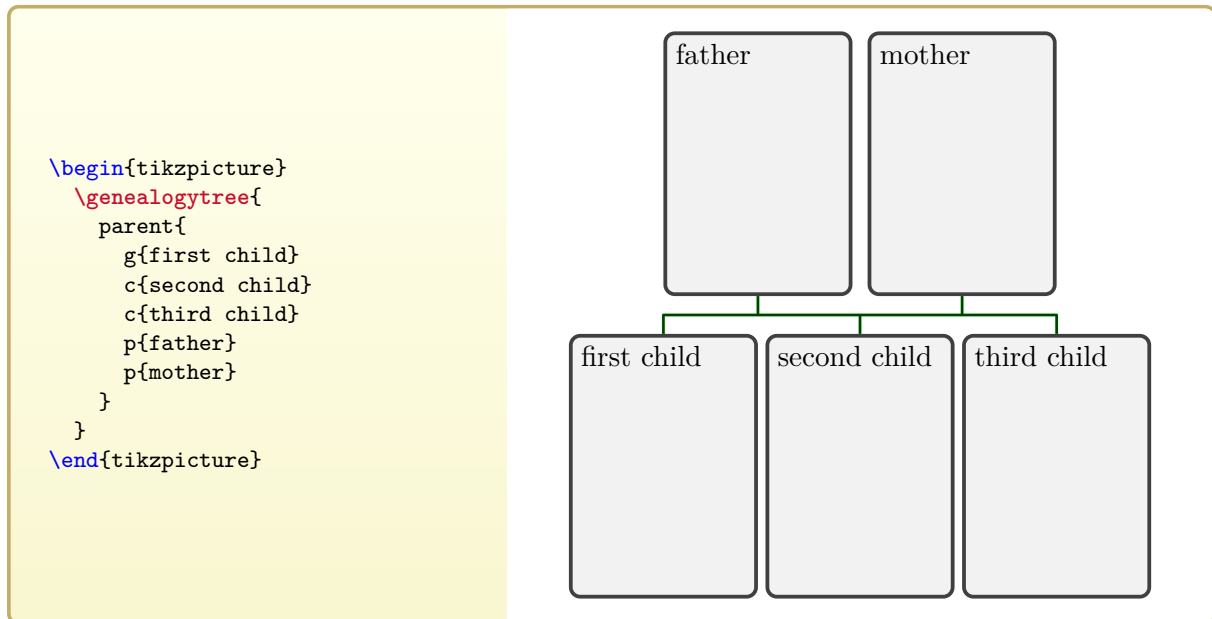 \begin{tikzpicture}
  \genealogytree{
    parent{
      g{first child}
      c{second child}
      c{third child}
      p{father}
      p{mother}
    }
  }
\end{tikzpicture}
father mother
first child second child third child